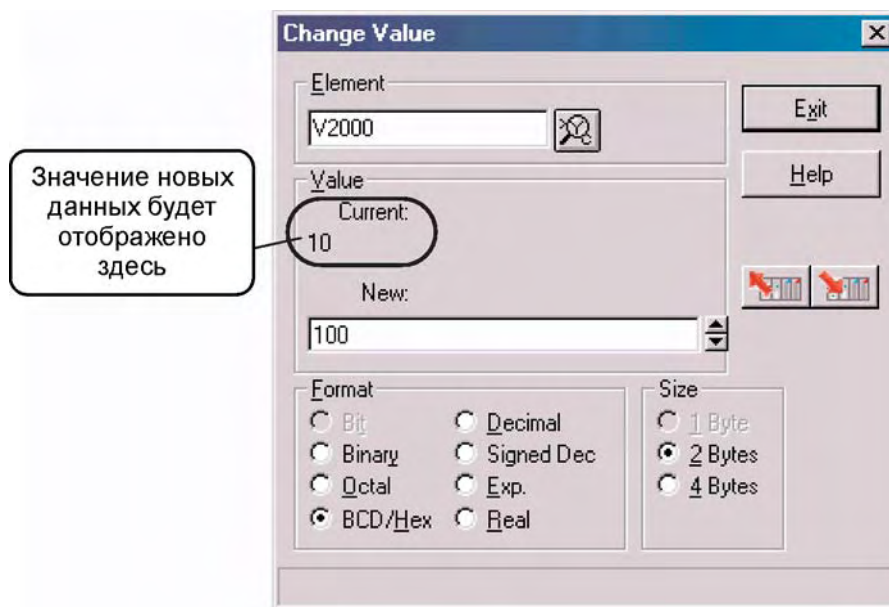 Change Value
Element
V2000
Exit
Help
Значение новых
данных будет
отображено
здесь
Value
Current:
10
New:
100
Format
Bit
Binary
Octal
BCD/Hex
Decimal
Signed Dec
Exp.
Real
Size
1 Byte
2 Bytes
4 Bytes